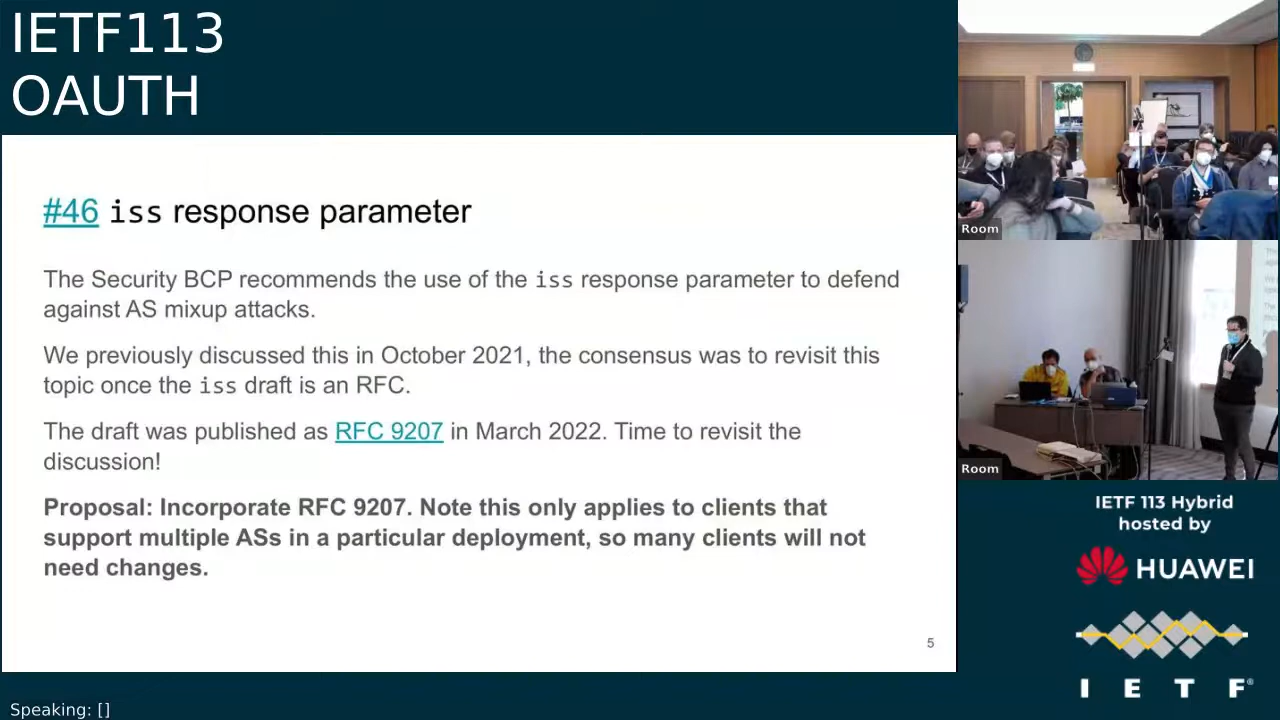 IETF113
OAUTH
#46 iss response parameter
The Security BCP recommends the use of the iss response parameter to defend
against AS mixup attacks.
We previously discussed this in October 2021, the consensus was to revisit this
topic once the iss draft is an RFC.
The draft was published as RFC 9207 in March 2022. Time to revisit the
discussion!
Proposal: Incorporate RFC 9207. Note this only applies to clients that
support multiple ASs in a particular deployment, so many clients will not
need changes.
5
Room
Room
IETF 113 Hybrid
hosted by
HUAWEI
I E T F®
Speaking: []